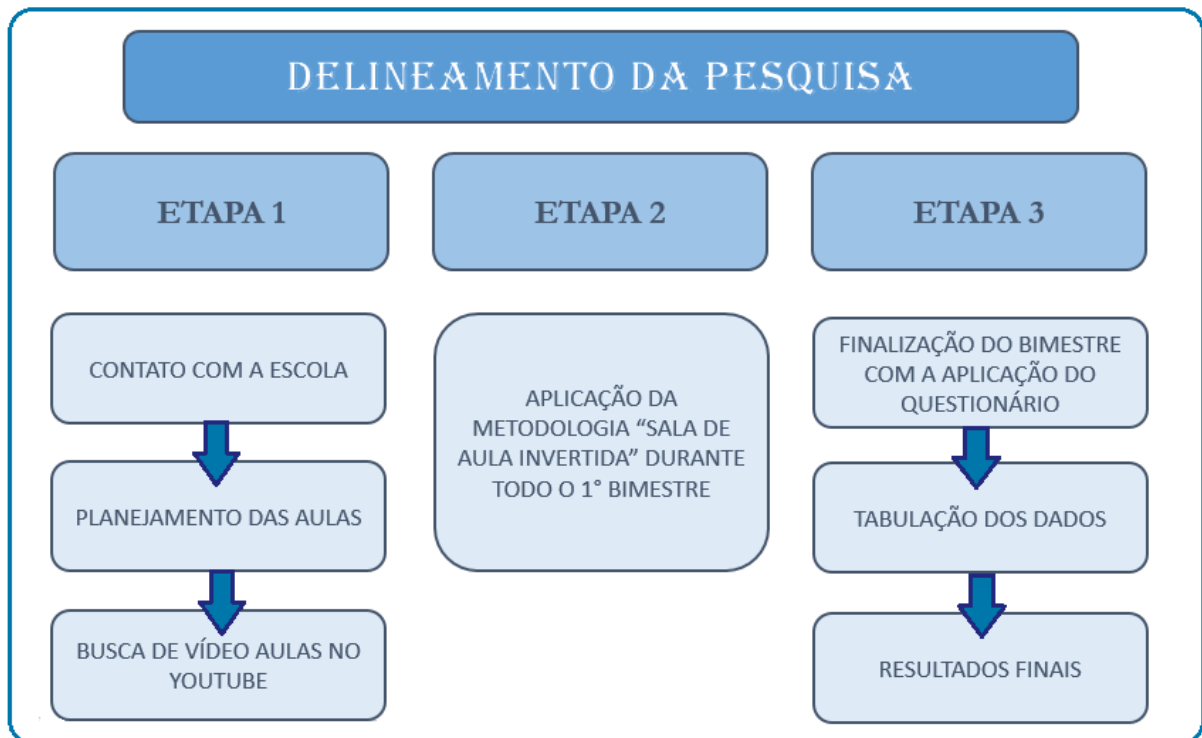 DELINEAMENTO DA PESQUISA
ETAPA 1
CONTATO COM A ESCOLA
PLANEJAMENTO DAS AULAS
BUSCA DE VÍDEO AULAS NO
YOUTUBE
ETAPA 2
APLICAÇÃO DA
METODOLOGIA “SALA DE
AULA INVERTIDA” DURANTE
TODO O 1° BIMESTRE
ETAPA 3
FINALIZAÇÃO DO BIMESTRE
COM A APLICAÇÃO DO
QUESTIONÁRIO
TABULAÇÃO DOS DADOS
RESULTADOS FINAIS